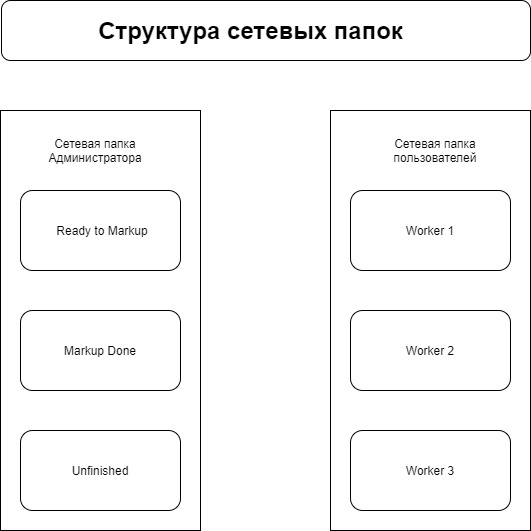 Структура сетевых папок
Сетевая папка
Администратора
Ready to Markup
Markup Done
Unfinished
Сетевая папка
пользователей
Worker 1
Worker 2
Worker 3